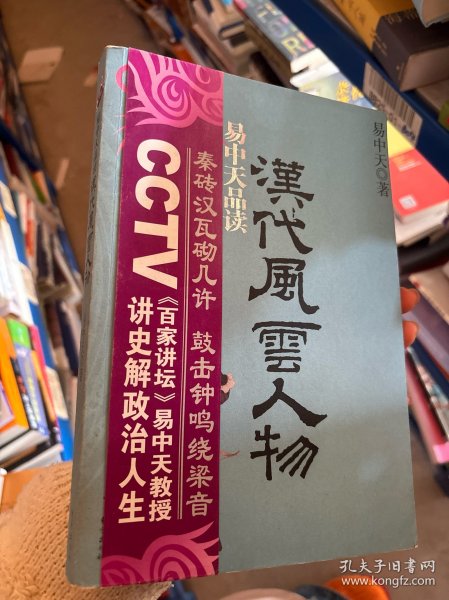 易中天◎著
漢代風雲人物
易中天品读
秦砖汉瓦砌几许 鼓击钟鸣绕梁音
CCTV
《百家讲坛》易中天教授
讲史解政治人生
孔夫子旧书网
www.kongfz.com